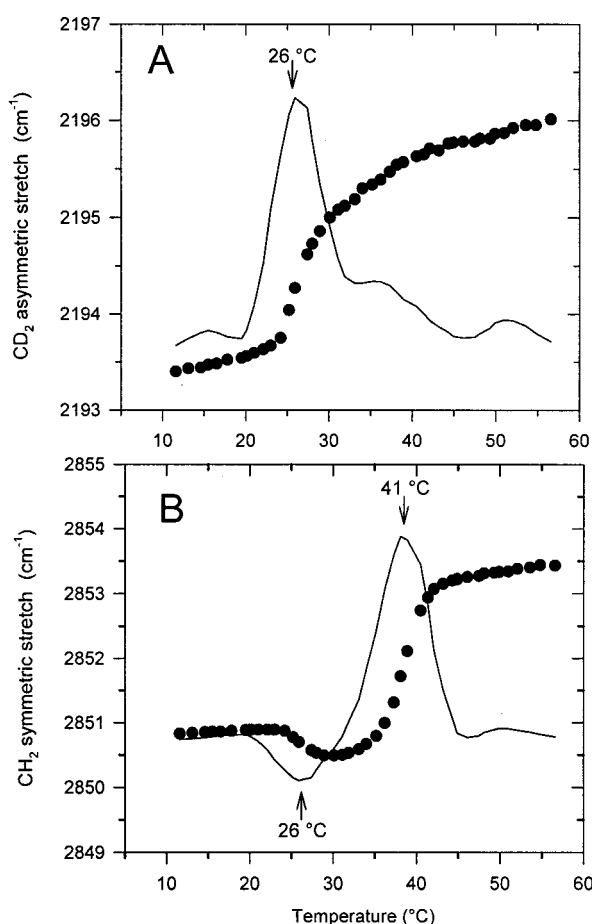 2197
2196
2195
2194
2193
CD₂ asymmetric stretch (cm⁻¹)
A
26 °C
10 20 30 40 50 60
2855
2854
2853
2852
2851
2850
2849
CH₂ symmetric stretch (cm⁻¹)
B
41 °C
26 °C
10 20 30 40 50 60
Temperature (°C)